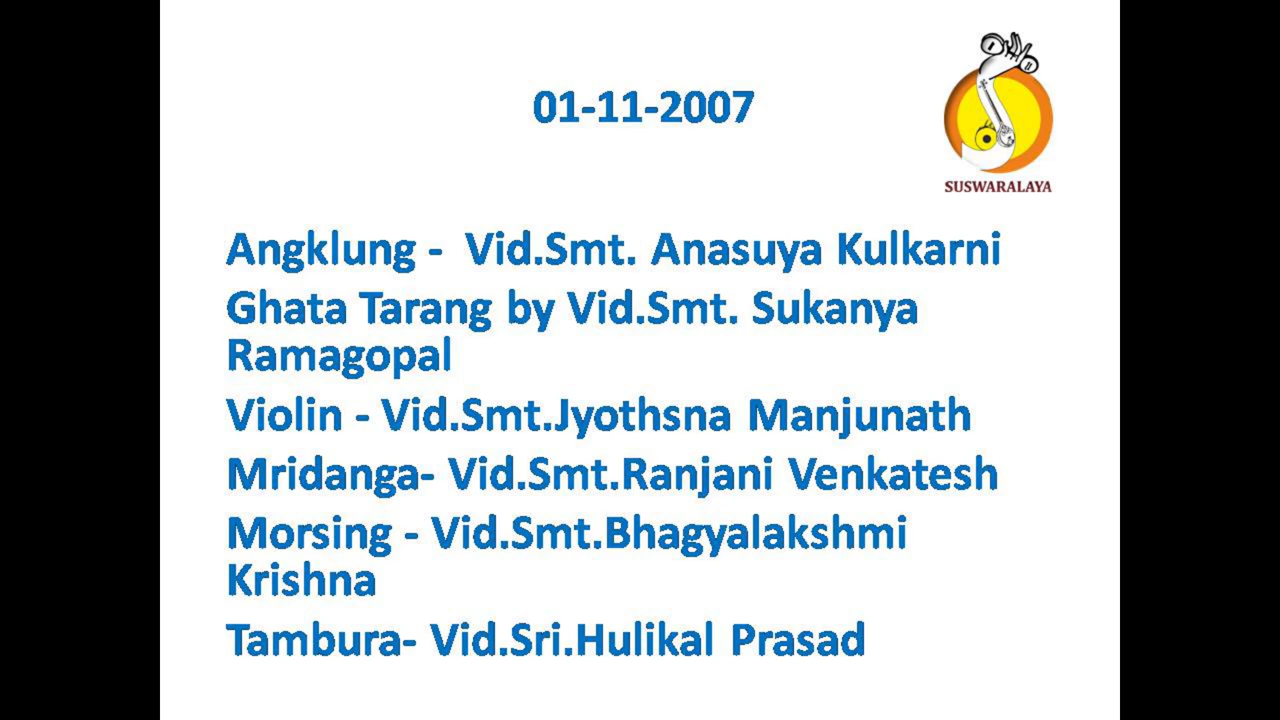 01-11-2007
SUSWARALAYA
Angklung -  Vid.Smt. Anasuya Kulkarni
Ghata Tarang by Vid.Smt. Sukanya
Ramagopal
Violin - Vid.Smt.Jyothsna Manjunath
Mridanga- Vid.Smt.Ranjani Venkatesh
Morsing - Vid.Smt.Bhagyalakshmi
Krishna
Tambura- Vid.Sri.Hulikal Prasad